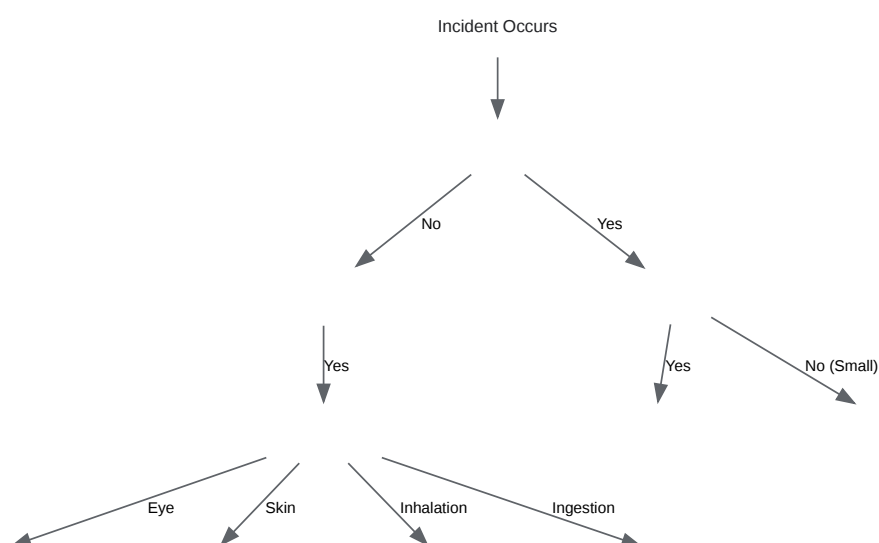 Incident Occurs
No
Yes
Yes
Yes
No (Small)
Eye
Skin
Inhalation
Ingestion